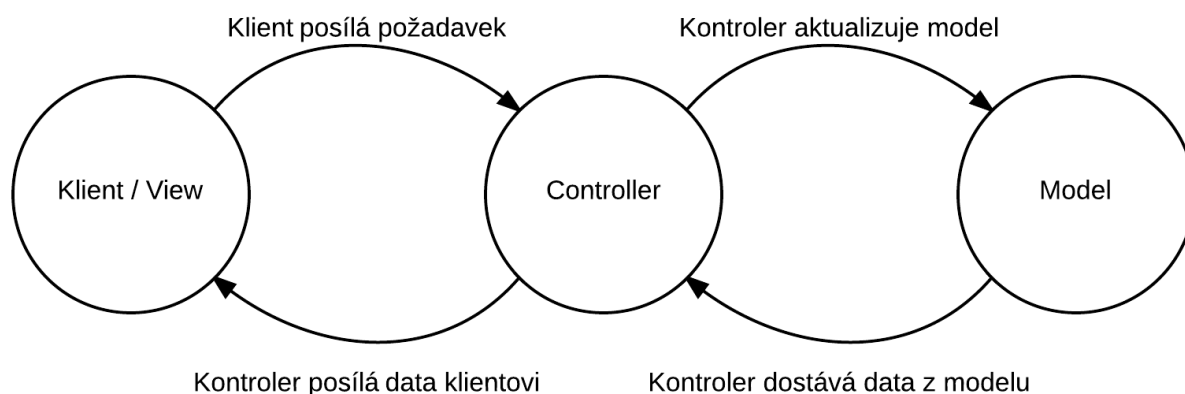 Klient posílá požadavek
Kontroler aktualizuje model
Klient / View
Controller
Model
Kontroler posílá data klientovi
Kontroler dostává data z modelu